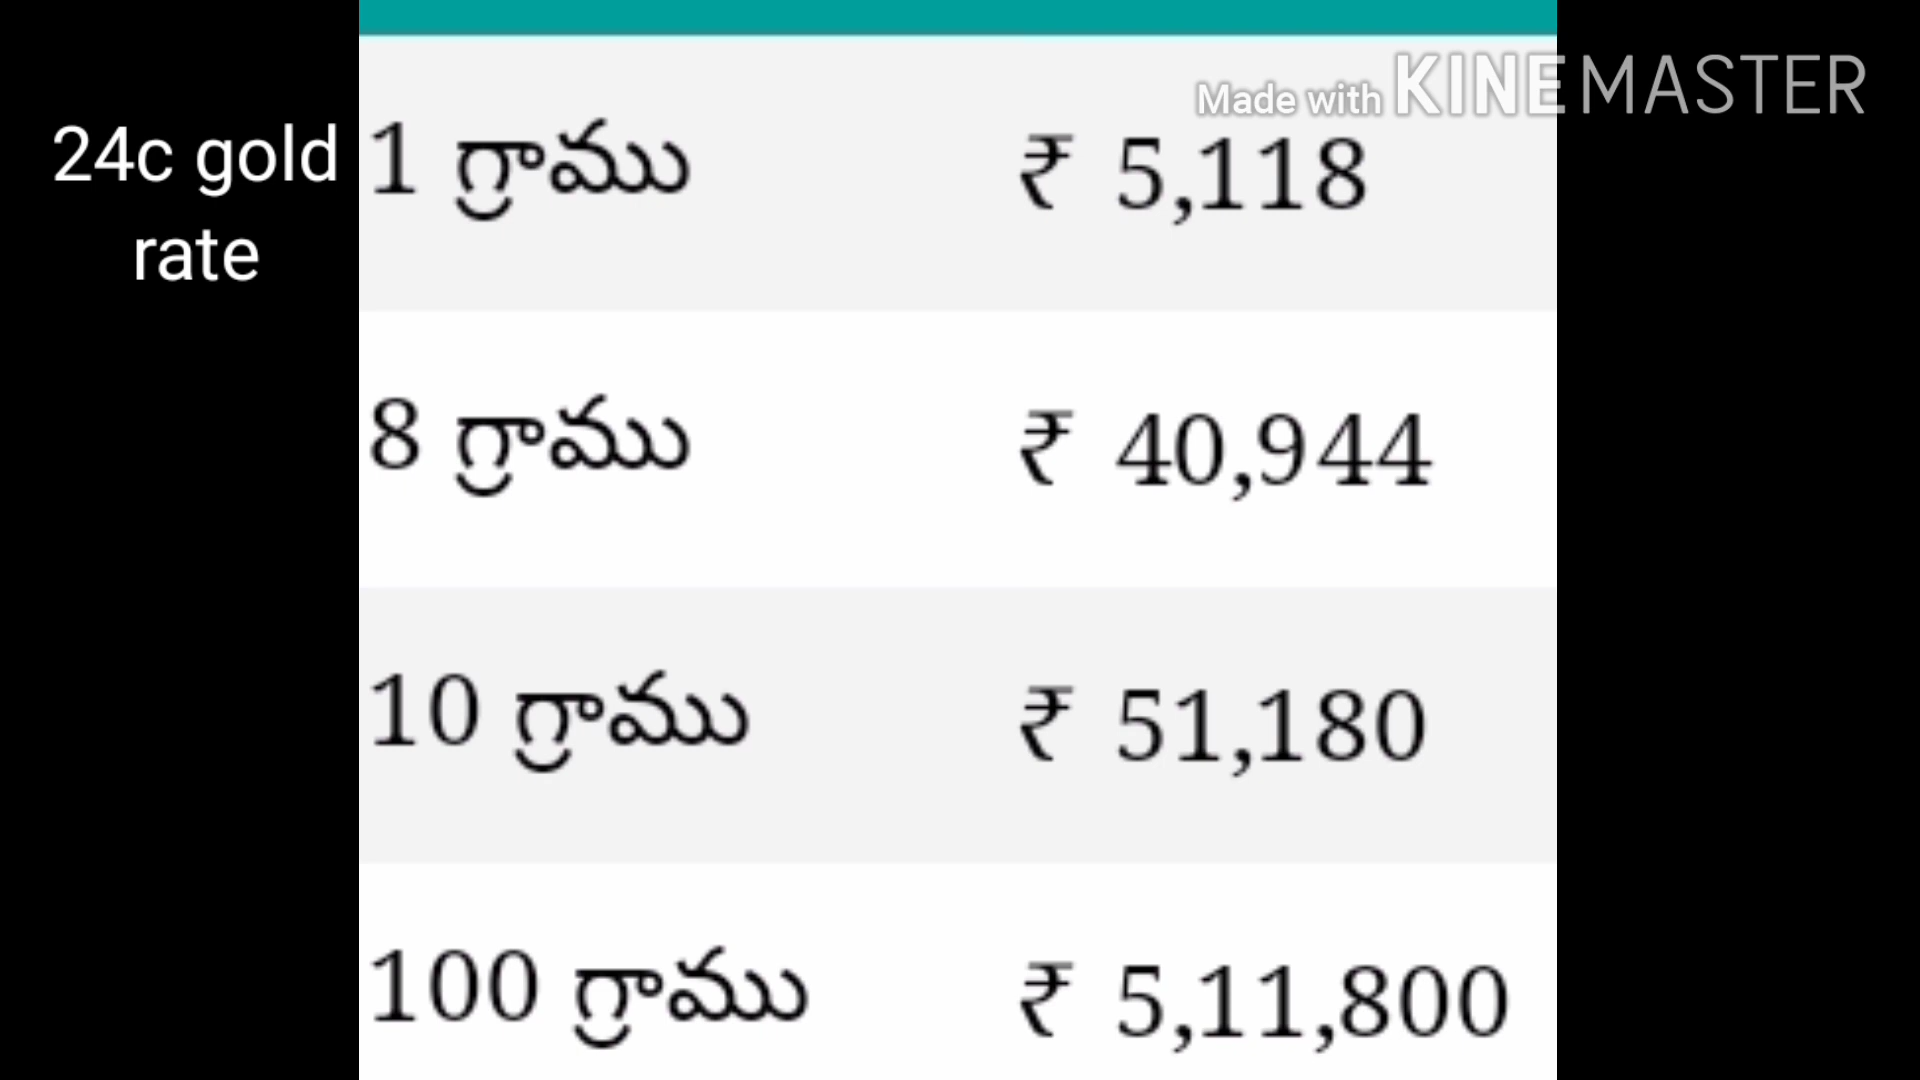 Made with KINEMASTER
24c gold
rate
1 గ్రాము ₹ 5,118
8 గ్రాము ₹ 40,944
10 గ్రాము ₹ 51,180
100 గ్రాము ₹ 5,11,800